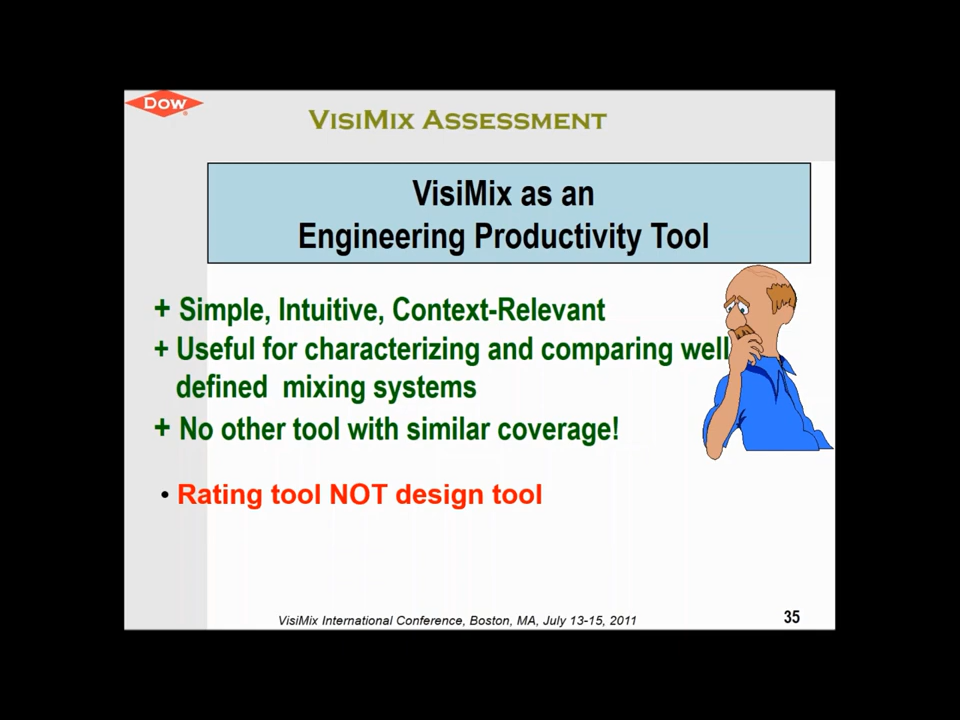 Dow
VisiMix Assessment
VisiMix as an
Engineering Productivity Tool
+ Simple, Intuitive, Context-Relevant
+ Useful for characterizing and comparing well
defined mixing systems
+ No other tool with similar coverage!
• Rating tool NOT design tool
VisiMix International Conference, Boston, MA, July 13-15, 2011
35